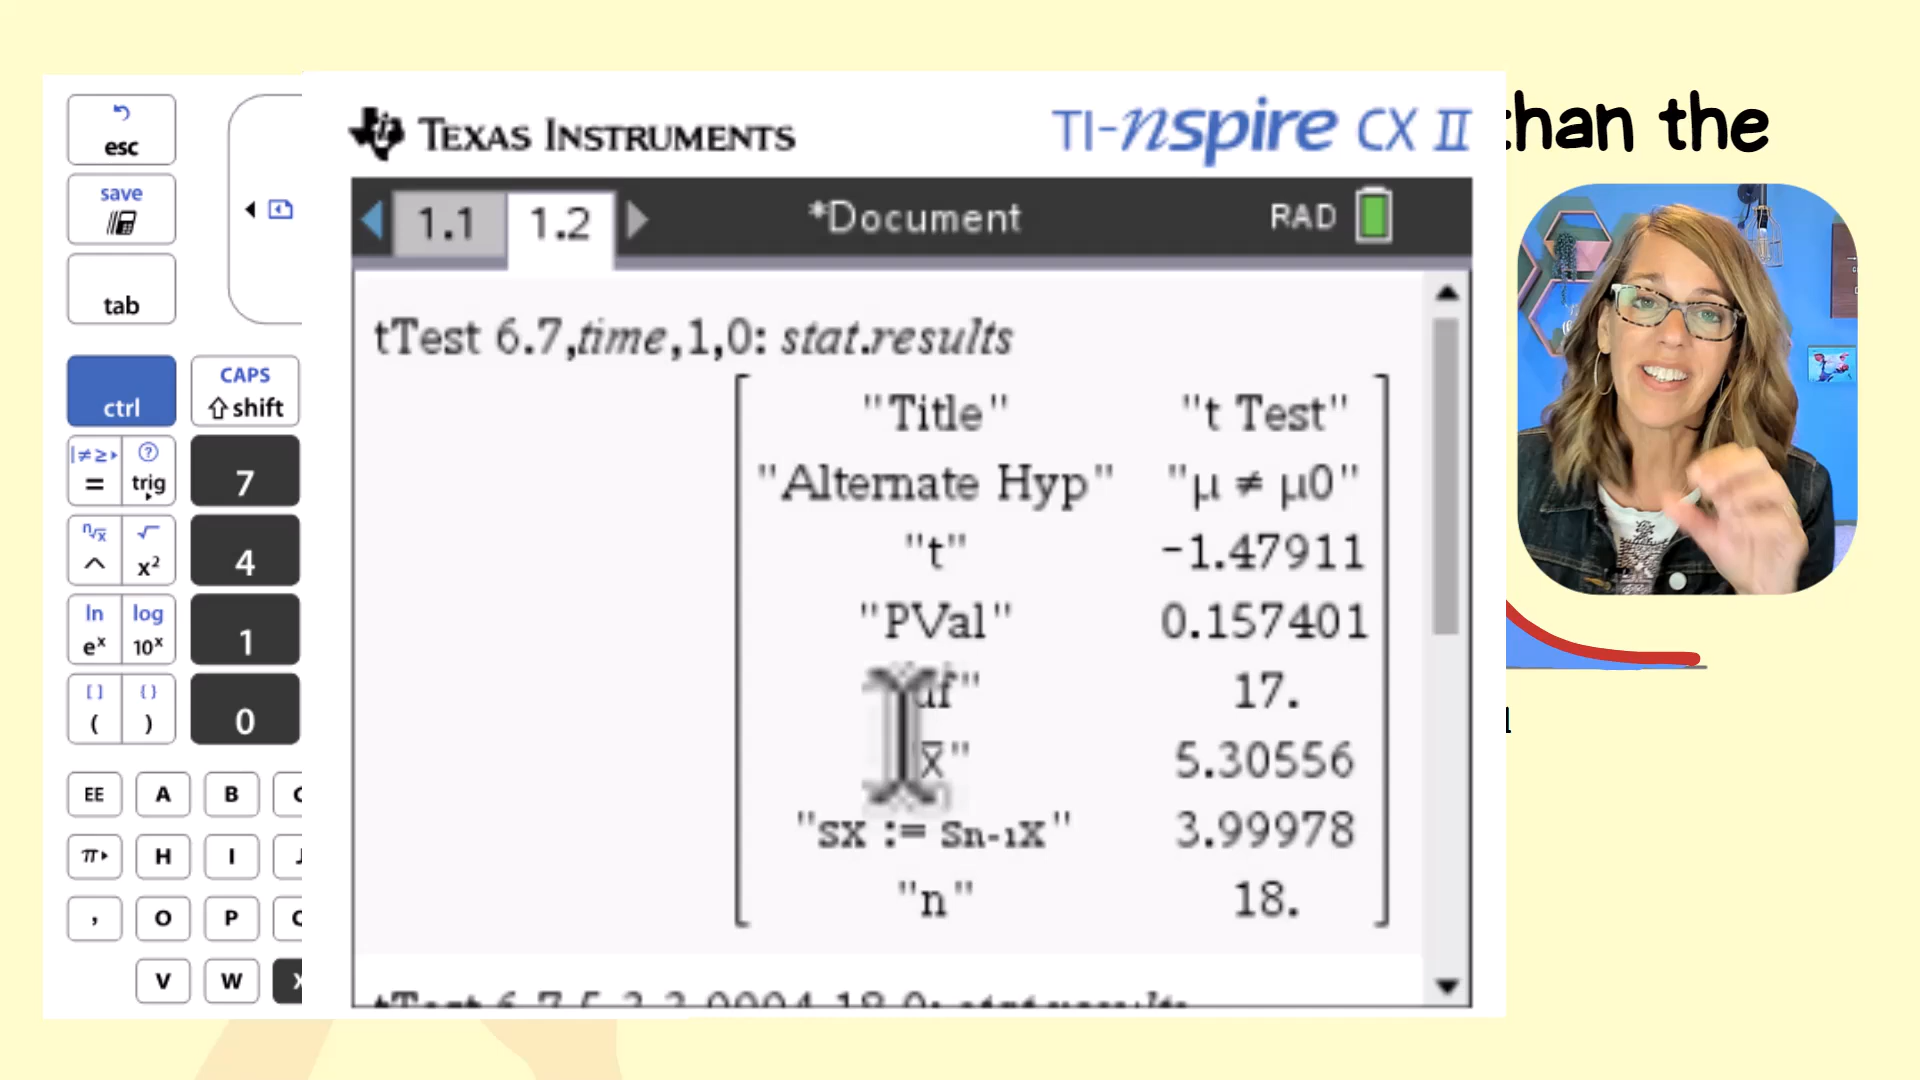 than the
TEXAS INSTRUMENTS
TI-nspire CX II
esc
save
tab
ctrl
CAPS
⇧shift
|≠≥▸
=
?
trig
7
n√x
^
√
x²
4
ln
eˣ
log
10ˣ
1
[ ]
(
{ }
)
0
EE
A
B
π▸
H
I
J
,
O
P
V
W
X
1.1
1.2
*Document
RAD
tTest 6.7,time,1,0: stat.results
"Title" "t Test"
"Alternate Hyp" "μ ≠ μ0"
"t" -1.47911
"PVal" 0.157401
df" 17.
x̄" 5.30556
"sx := sn-1x" 3.99978
"n" 18.